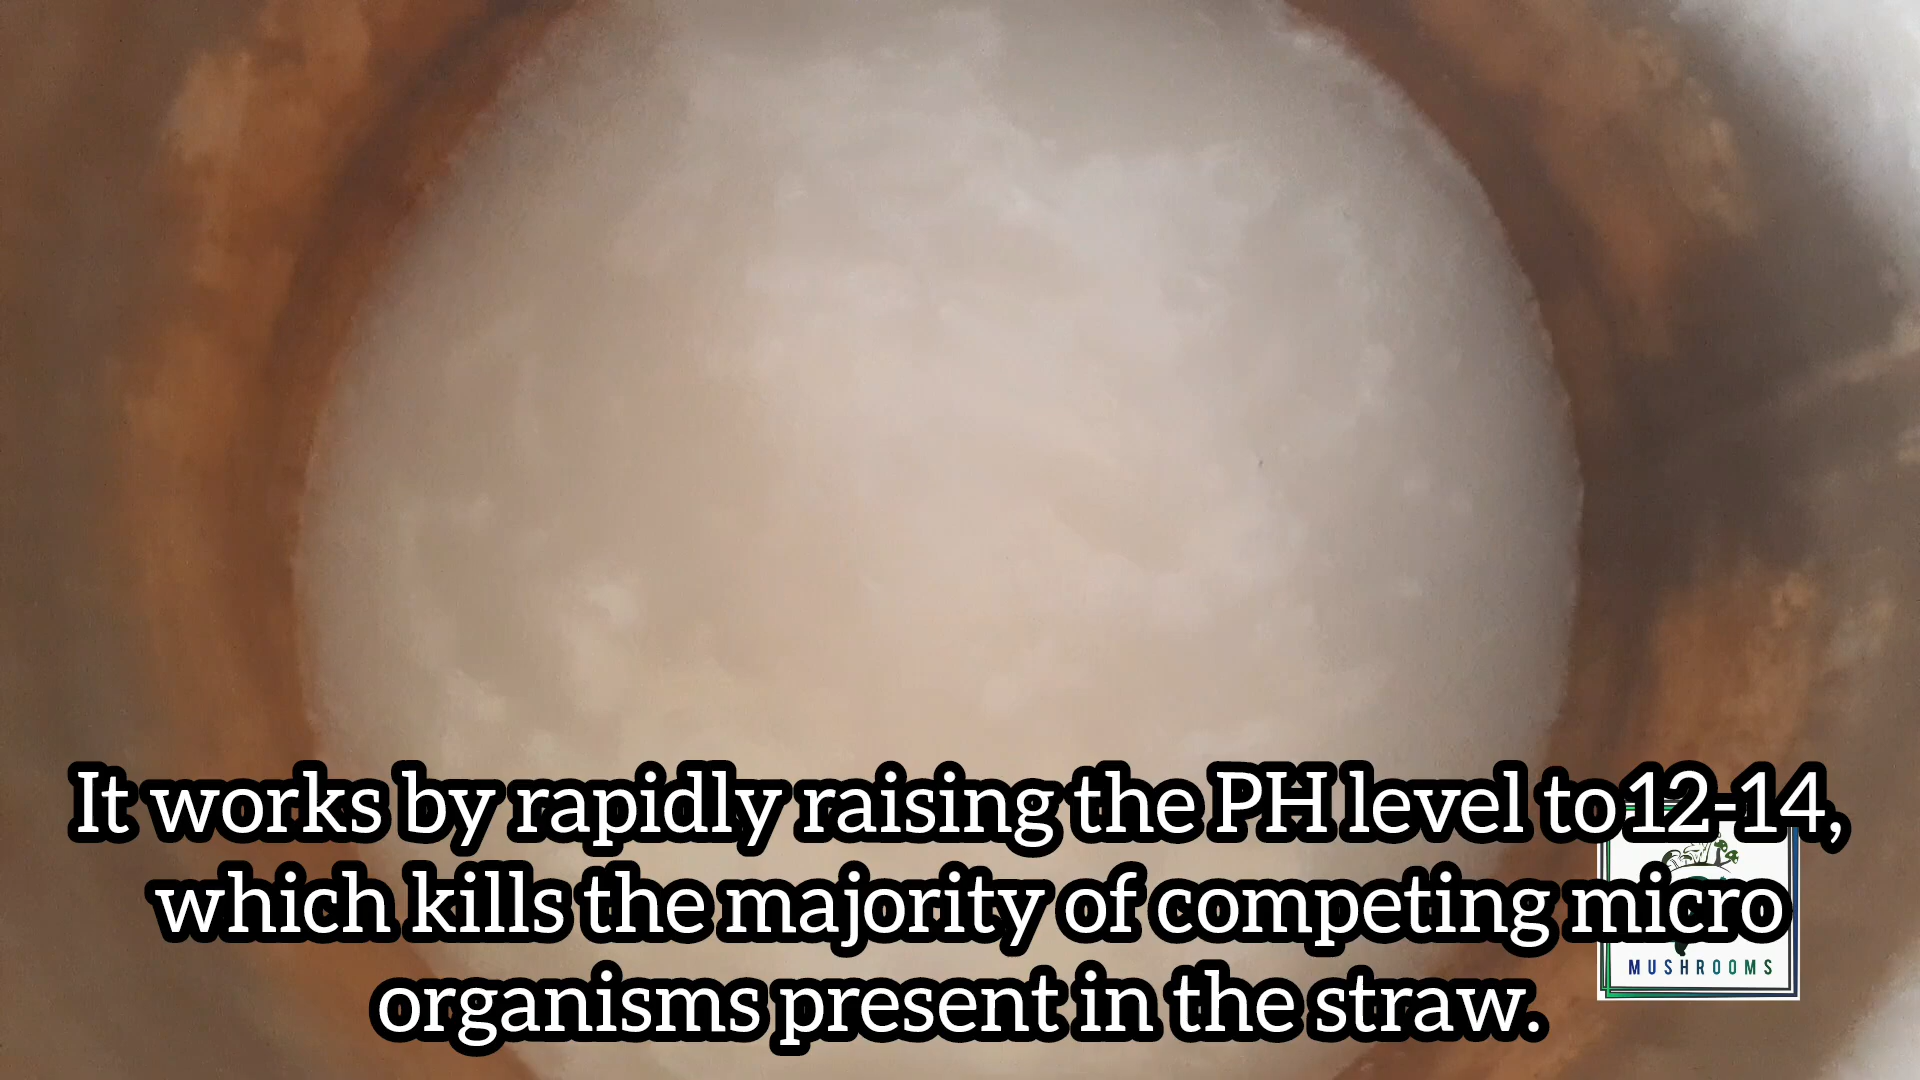 It works by rapidly raising the PH level to 12-14,
which kills the majority of competing micro
organisms present in the straw.
MUSHROOMS